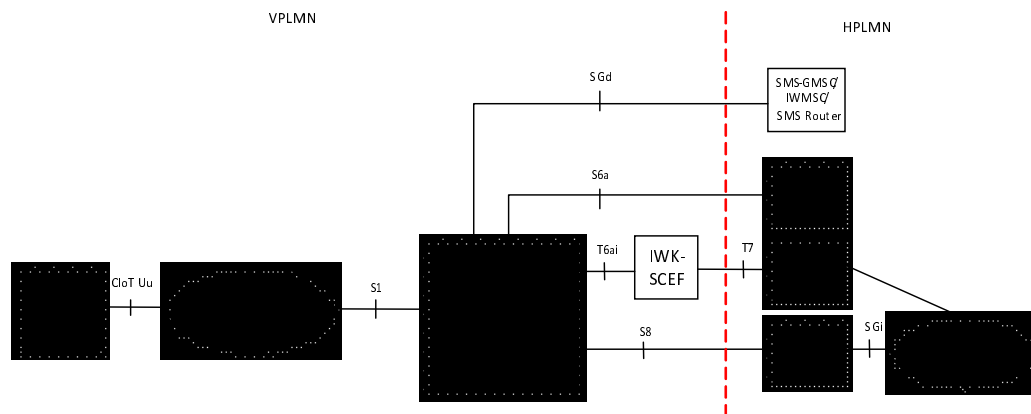 VPLMN
HPLMN
SGd
SMS-GMSC/
IWMSC/
SMS Router
S6a
T6ai
IWK-
SCEF
T7
CIoT Uu
S1
S8
SGi